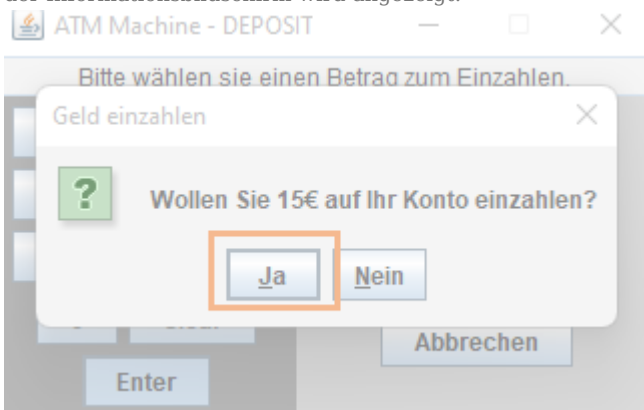 ATM Machine - DEPOSIT
Bitte wählen sie einen Betrag zum Einzahlen.
Geld einzahlen
Wollen Sie 15€ auf Ihr Konto einzahlen?
Ja Nein
Abbrechen
Enter